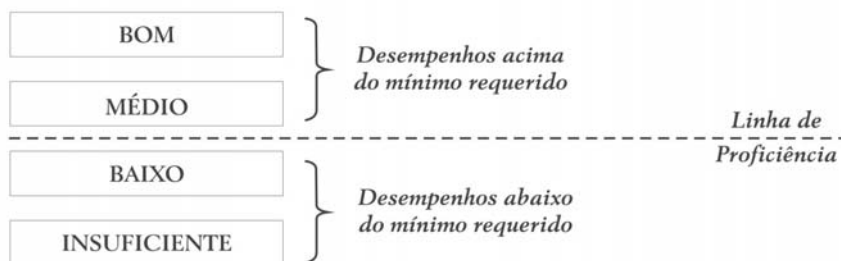 BOM
MÉDIO
Desempenhos acima
do mínimo requerido
Linha de
Proficiência
BAIXO
INSUFICIENTE
Desempenhos abaixo
do mínimo requerido